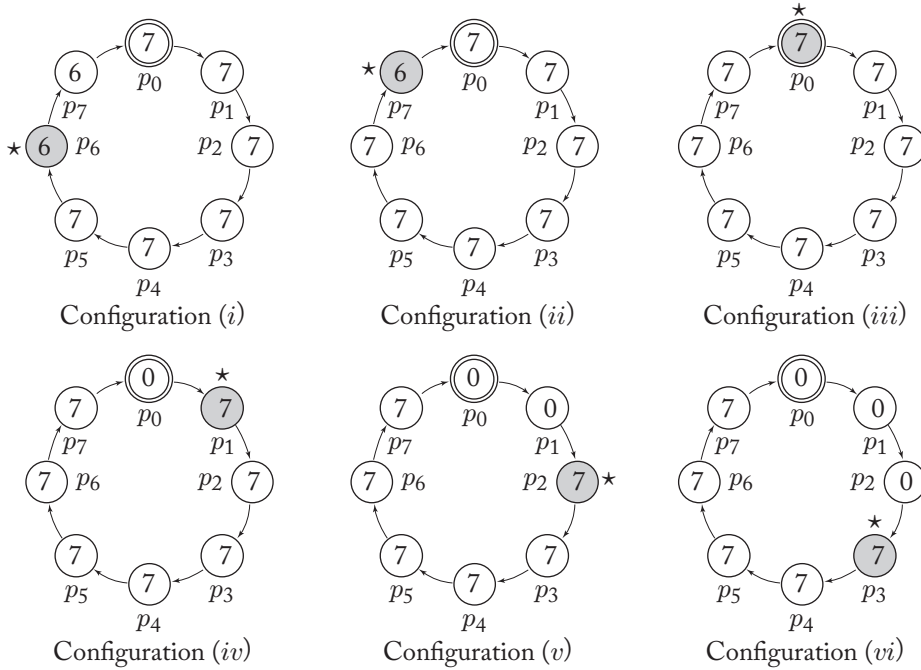 7
6 7
p0
p7 p1
⋆ 6 p6 p2 7
7 7
p5 7 p3
p4
Configuration (i)
7
⋆ 6 7
p0
p7 p1
7 p6 p2 7
7 7
p5 7 p3
p4
Configuration (ii)
⋆
7
7 7
p0
p7 p1
7 p6 p2 7
7 7
p5 7 p3
p4
Configuration (iii)
0 ⋆
7 7
p0
p7 p1
7 p6 p2 7
7 7
p5 7 p3
p4
Configuration (iv)
0
7 0
p0
p7 p1
7 p6 p2 7 ⋆
7 7
p5 7 p3
p4
Configuration (v)
0
7 0
p0
p7 p1
7 p6 p2 0
⋆
7 7
p5 7 p3
p4
Configuration (vi)